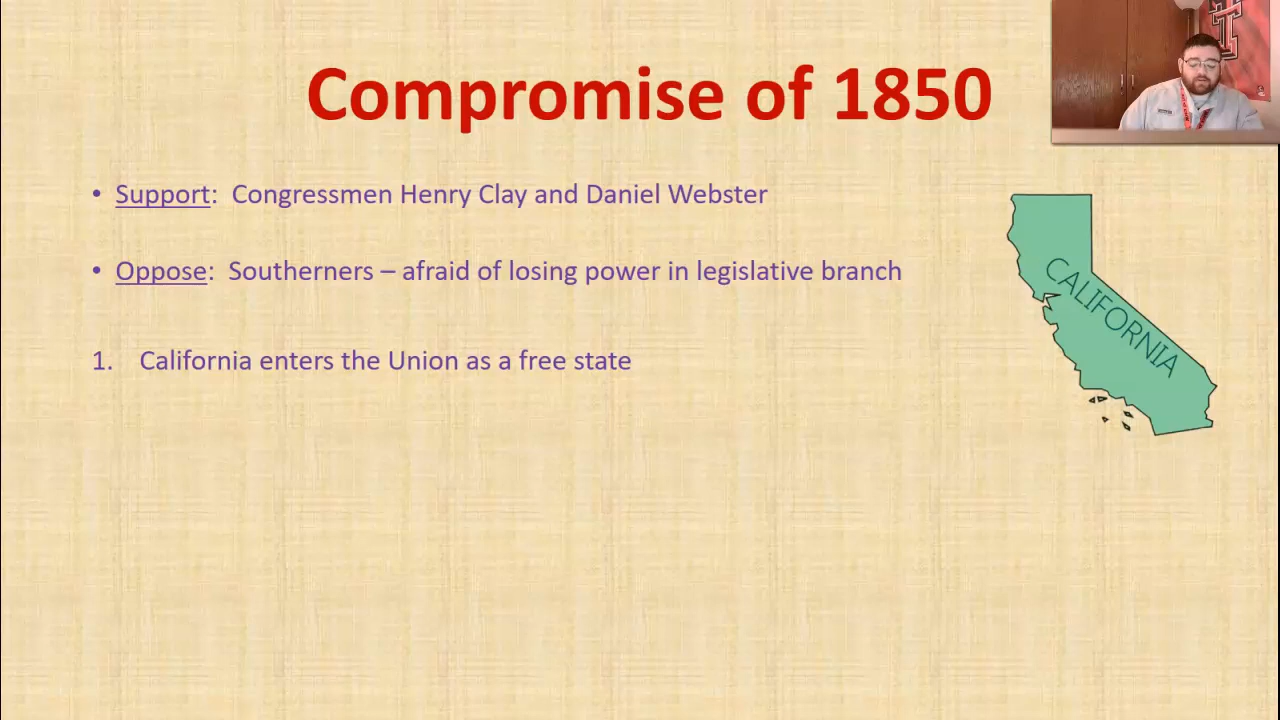 Compromise of 1850
• Support: Congressmen Henry Clay and Daniel Webster
• Oppose: Southerners – afraid of losing power in legislative branch
1. California enters the Union as a free state
CALIFORNIA